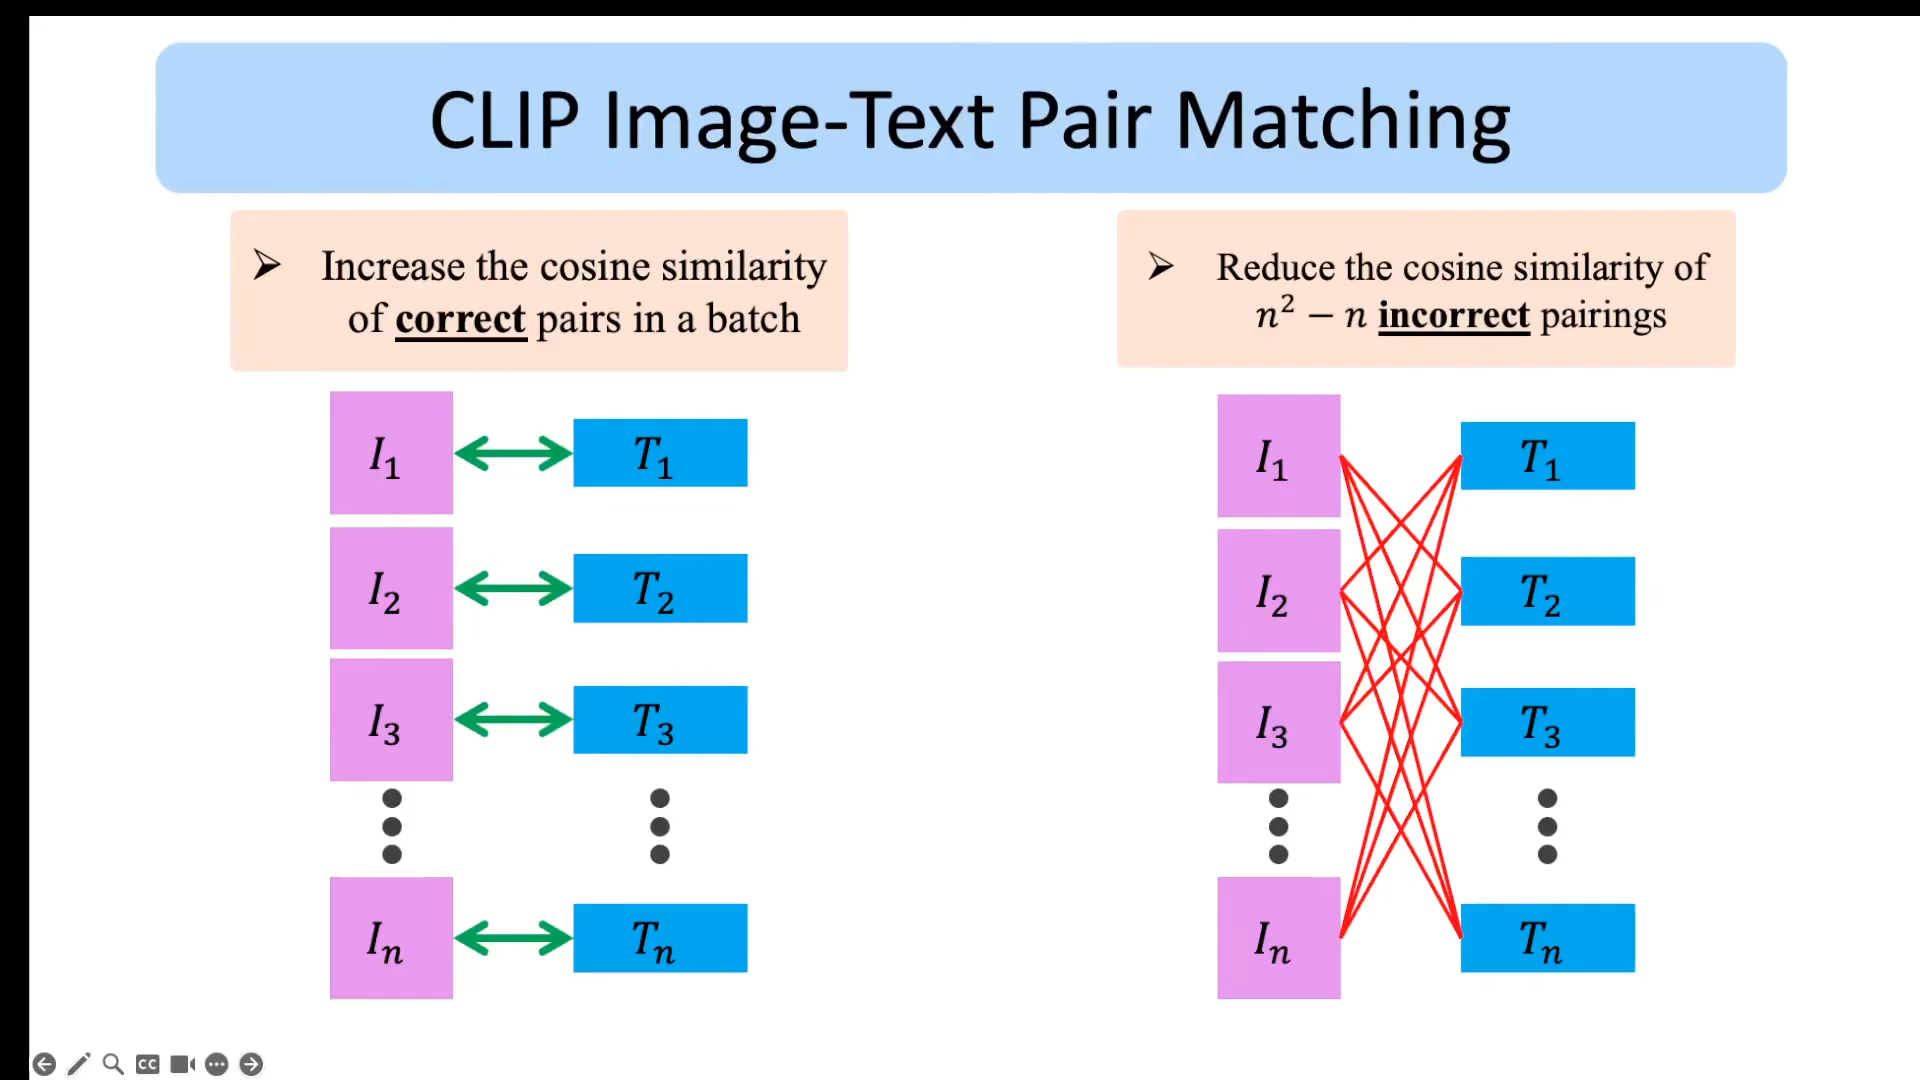 CLIP Image-Text Pair Matching
➢ Increase the cosine similarity
of correct pairs in a batch
I₁ T₁
I₂ T₂
I₃ T₃
Iₙ Tₙ
➢ Reduce the cosine similarity of
n² − n incorrect pairings
I₁ T₁
I₂ T₂
I₃ T₃
Iₙ Tₙ
CC